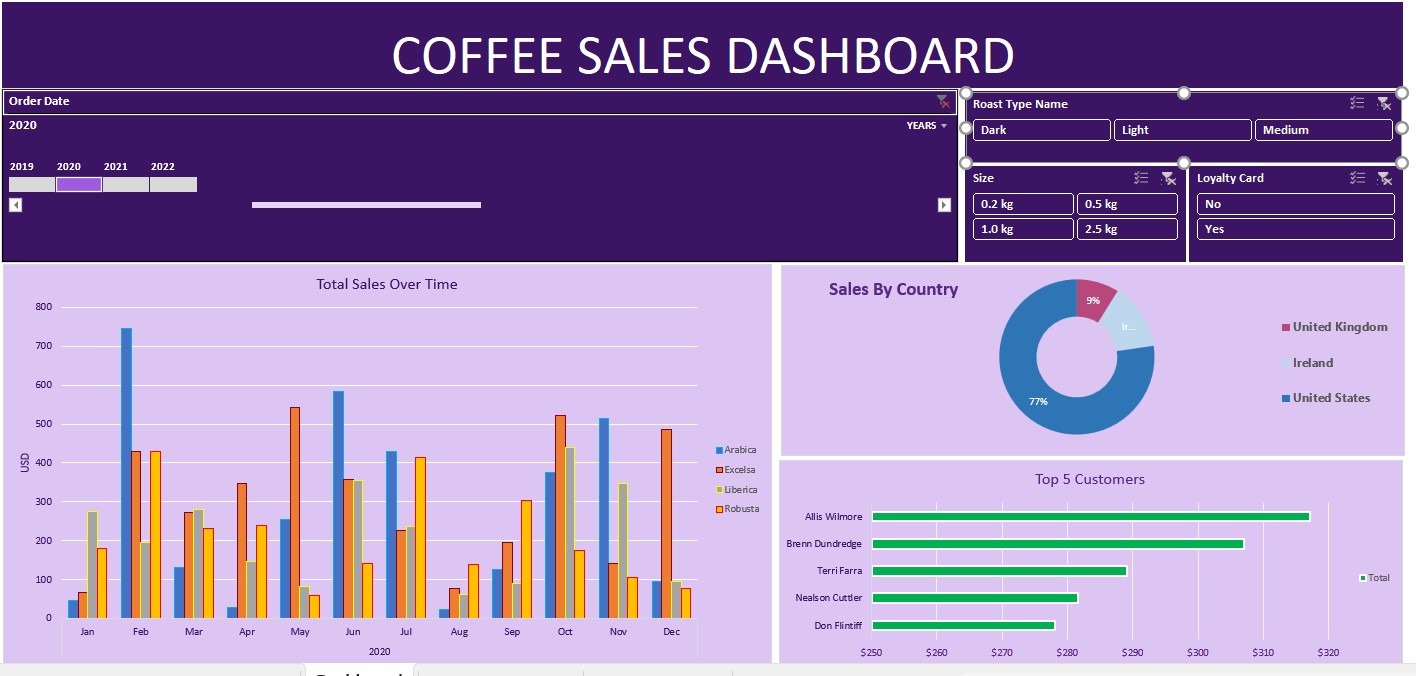 COFFEE SALES DASHBOARD
Order Date
2020
YEARS
2019 2020 2021 2022
Roast Type Name
Dark Light Medium
Size
0.2 kg 0.5 kg
1.0 kg 2.5 kg
Loyalty Card
No
Yes
Total Sales Over Time
800
700
600
500
400
300
200
100
0
USD
Jan Feb Mar Apr May Jun Jul Aug Sep Oct Nov Dec
2020
Arabica
Excelsa
Liberica
Robusta
Sales By Country
9%
Ir...
77%
United Kingdom
Ireland
United States
Top 5 Customers
Allis Wilmore
Brenn Dundredge
Terri Farra
Nealson Cuttler
Don Flintiff
$250 $260 $270 $280 $290 $300 $310 $320
Total